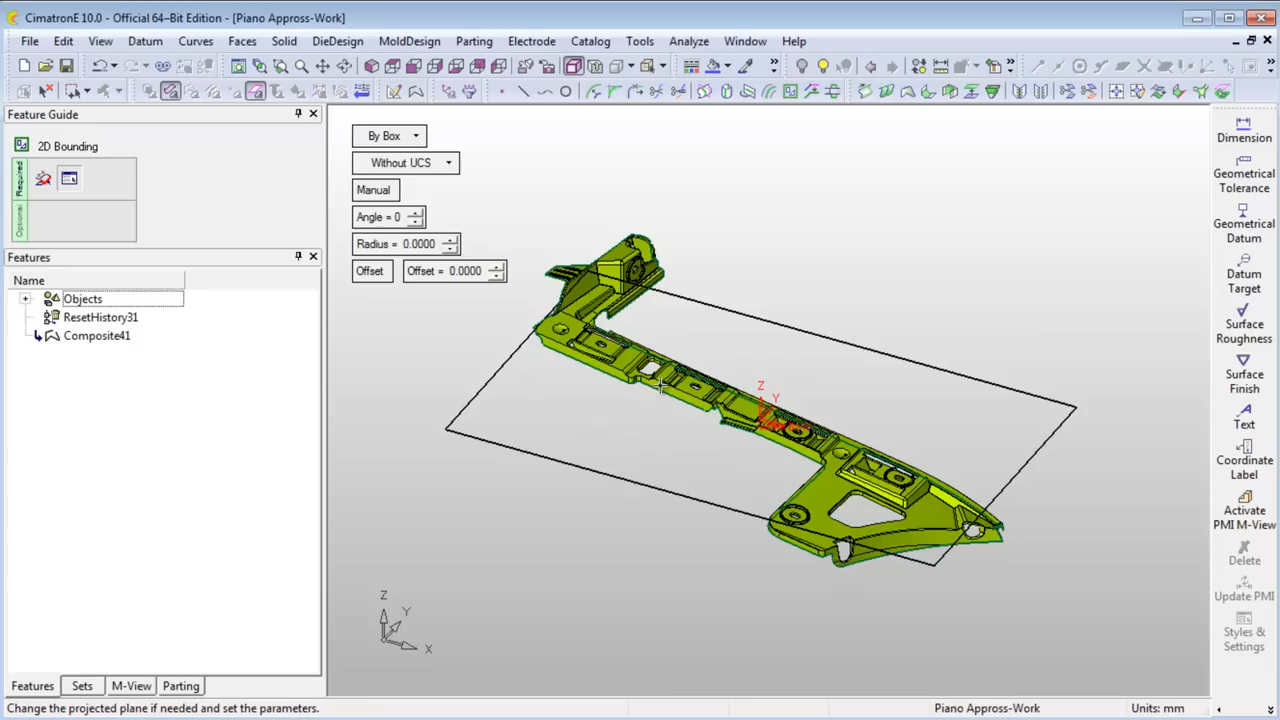 CimatronE 10.0 - Official 64-Bit Edition - [Piano Appross-Work]
File Edit View Datum Curves Faces Solid DieDesign MoldDesign Parting Electrode Catalog Tools Analyze Window Help
Feature Guide
2D Bounding
Required
Optional
Features
Name
Objects
ResetHistory31
Composite41
Features Sets M-View Parting
By Box
Without UCS
Manual
Angle = 0
Radius = 0.0000
Offset Offset = 0.0000
Z
Y
Z
Y
X
Dimension
Geometrical
Tolerance
Geometrical
Datum
Datum
Target
Surface
Roughness
Surface
Finish
Text
Coordinate
Label
Activate
PMI M-View
Delete
Update PMI
Styles &
Settings
Change the projected plane if needed and set the parameters. Piano Appross-Work Units: mm